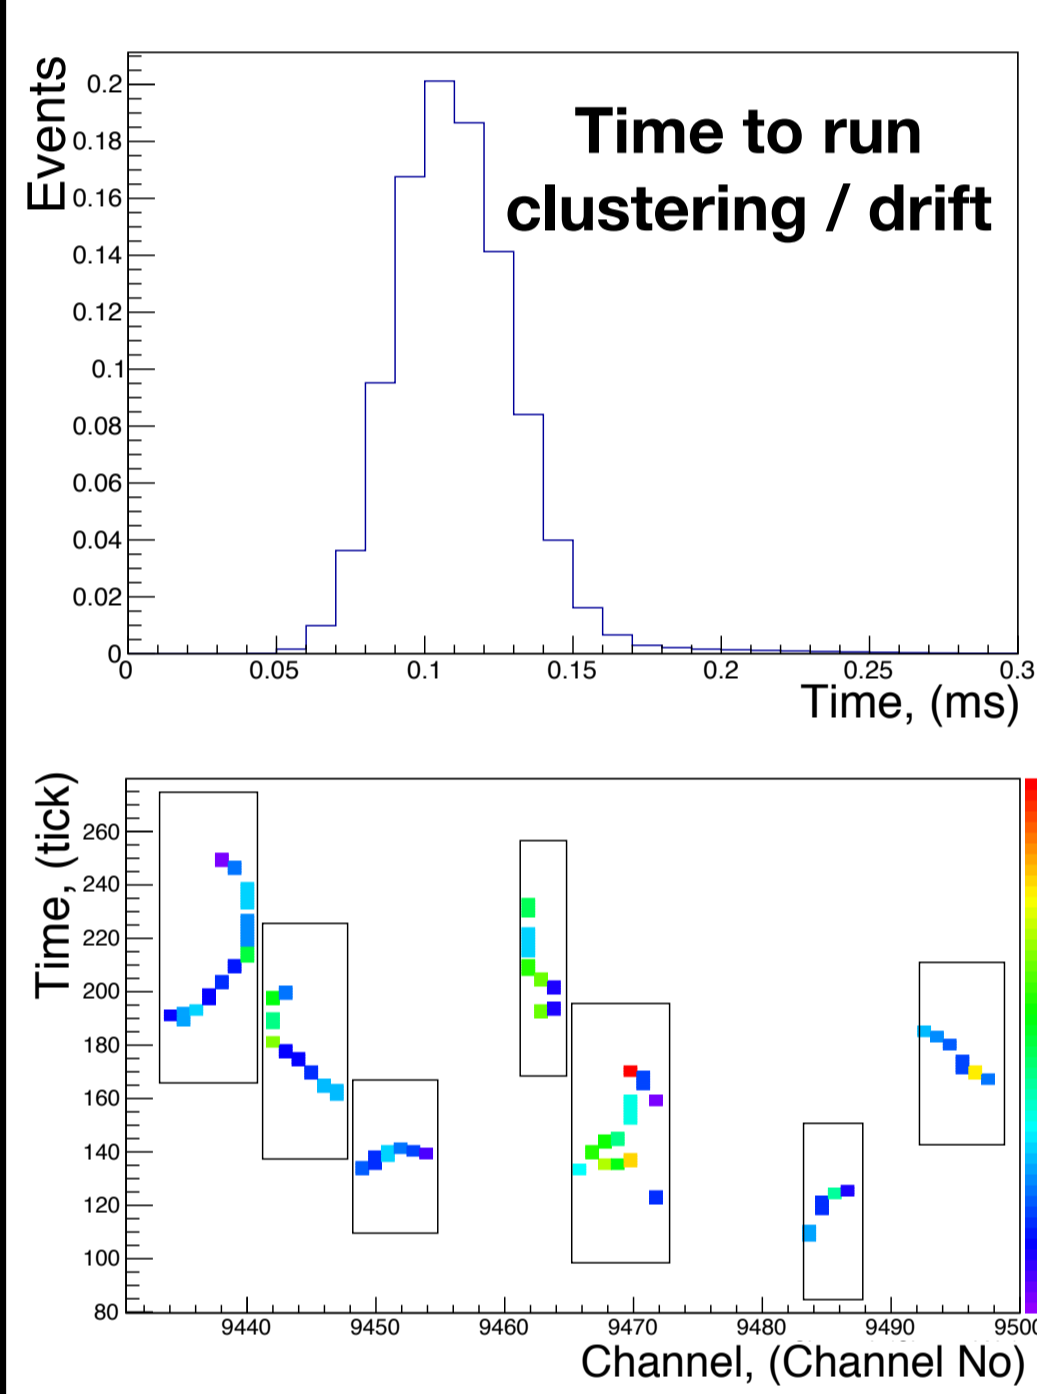 Events
0.2
0.18
0.16
0.14
0.12
0.1
0.08
0.06
0.04
0.02
0
Time to run
clustering / drift
0 0.05 0.1 0.15 0.2 0.25 0.3
Time, (ms)
Time, (tick)
260
240
220
200
180
160
140
120
100
80
9440 9450 9460 9470 9480 9490 9500
Channel, (Channel No)